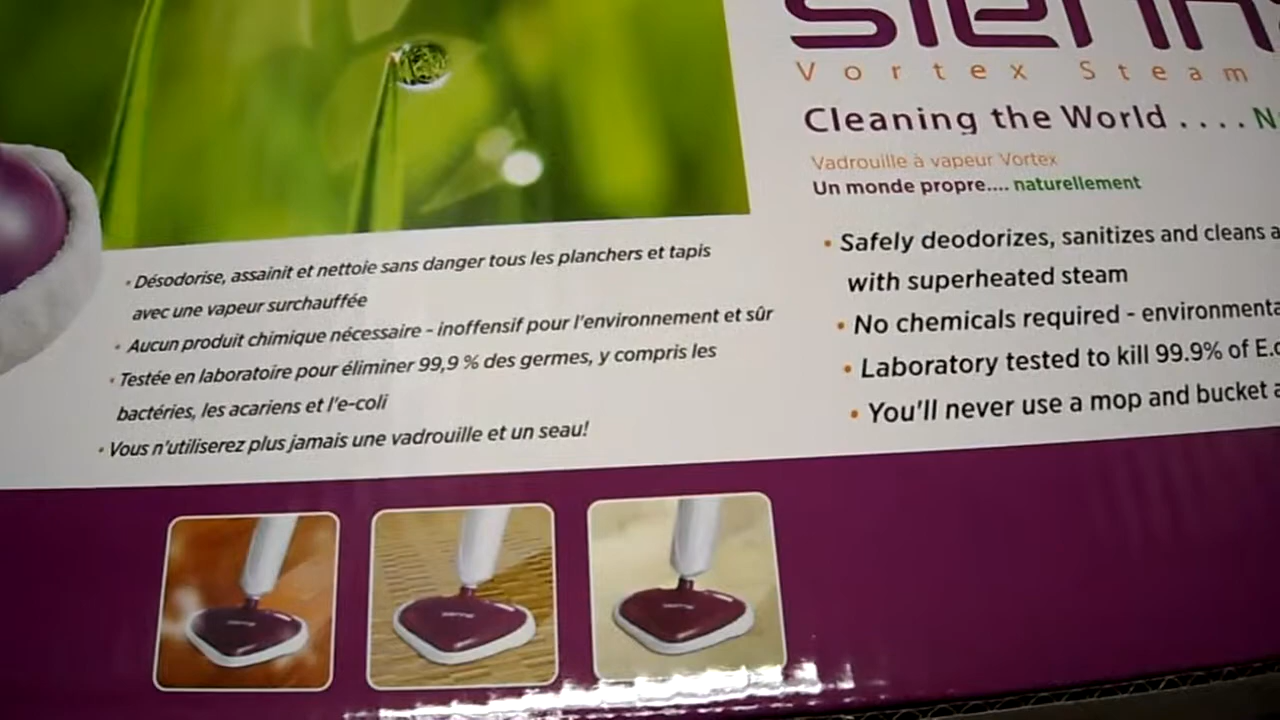 Vortex Steam
Cleaning the World ....
Vadrouille à vapeur Vortex
Un monde propre.... naturellement
• Désodorise, assainit et nettoie sans danger tous les planchers et tapis
avec une vapeur surchauffée
• Aucun produit chimique nécessaire - inoffensif pour l'environnement et sûr
• Testée en laboratoire pour éliminer 99,9 % des germes, y compris les
bactéries, les acariens et l'e-coli
• Vous n'utiliserez plus jamais une vadrouille et un seau!
• Safely deodorizes, sanitizes and cleans
with superheated steam
• No chemicals required -
• Laboratory tested to kill 99.9% of
• You'll never use a mop and bucket